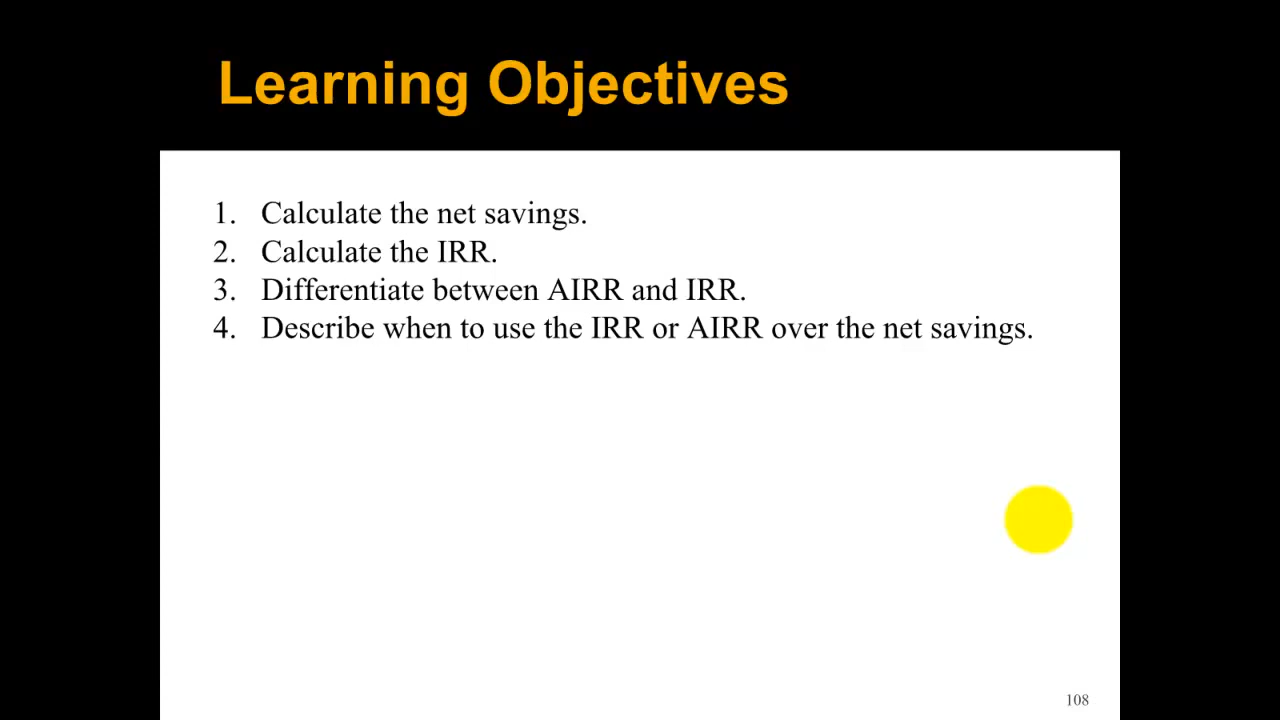 Learning Objectives
1. Calculate the net savings.
2. Calculate the IRR.
3. Differentiate between AIRR and IRR.
4. Describe when to use the IRR or AIRR over the net savings.
108